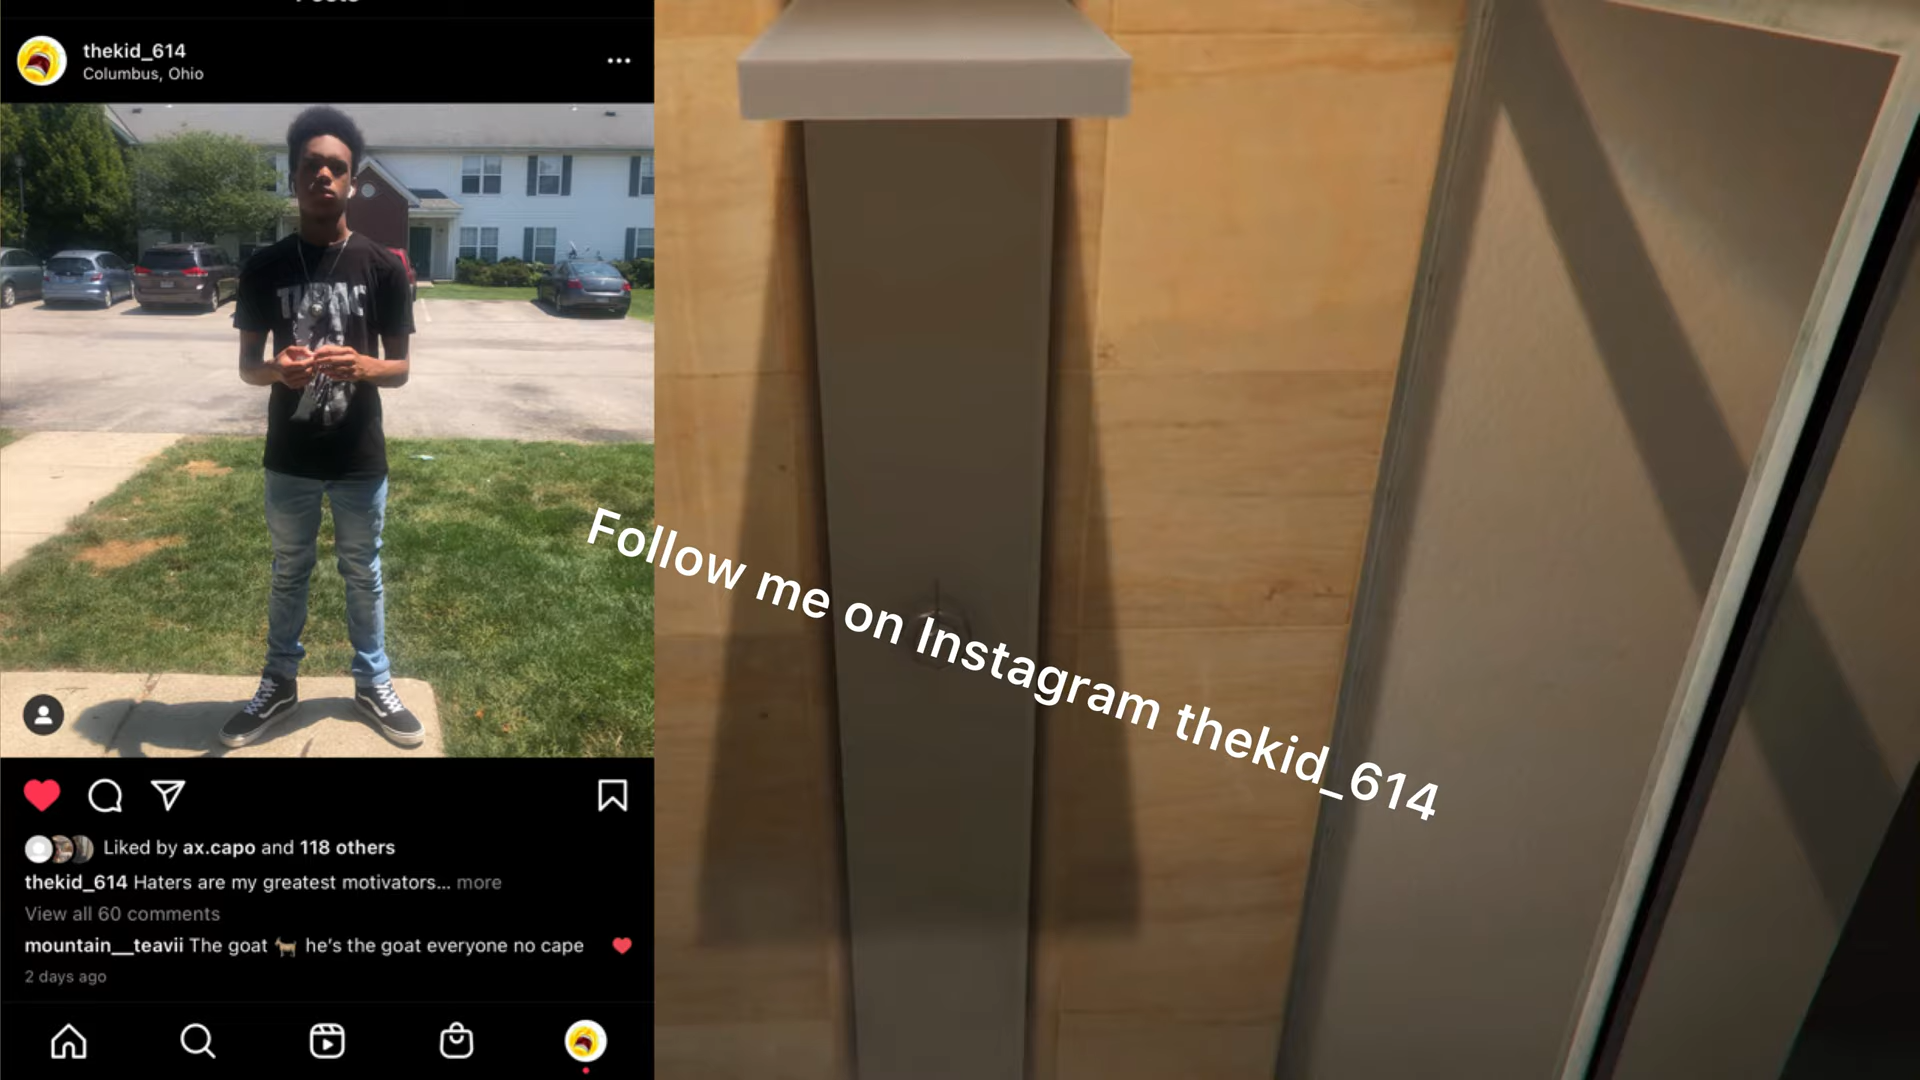 thekid_614
Columbus, Ohio
Follow me on Instagram thekid_614
Liked by ax.capo and 118 others
thekid_614 Haters are my greatest motivators... more
View all 60 comments
mountain__teavii The goat 🐐 he's the goat everyone no cape
2 days ago